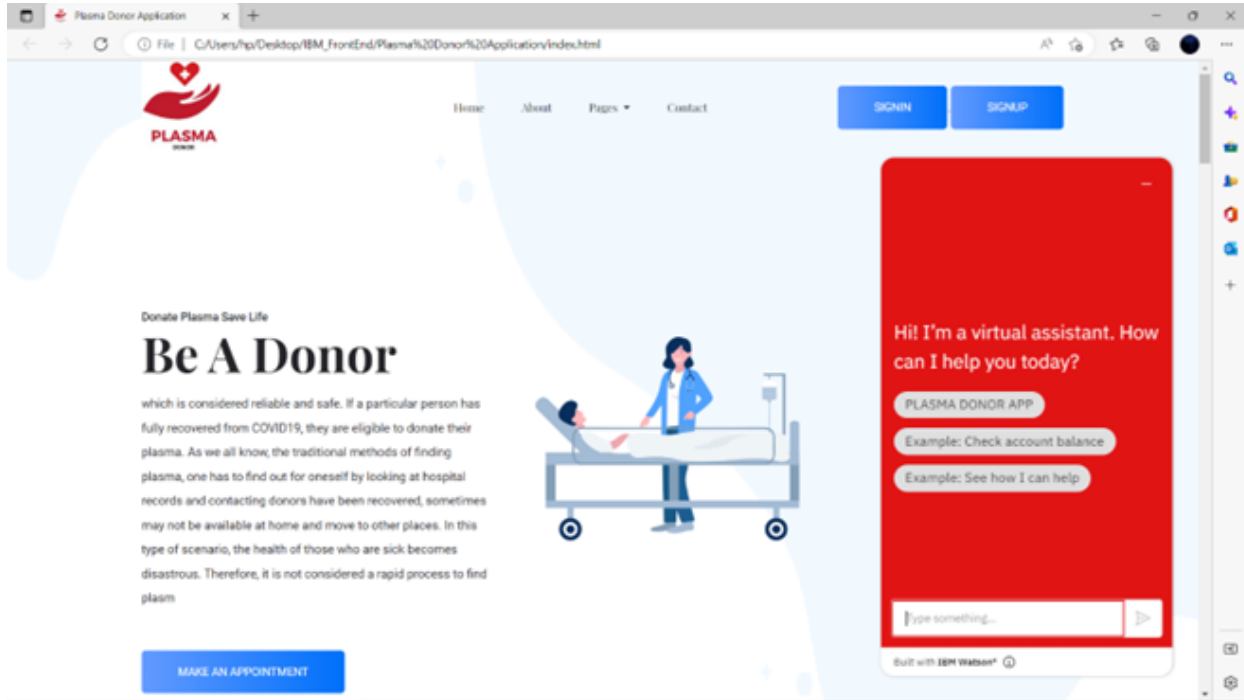 Plasma Donor Application
File | C:/Users/hp/Desktop/IBM_FrontEnd/Plasma%20Donor%20Application/index.html
PLASMA
DONOR
Home About Pages Contact
SIGNIN SIGNUP
Donate Plasma Save Life
Be A Donor
which is considered reliable and safe. If a particular person has
fully recovered from COVID19, they are eligible to donate their
plasma. As we all know, the traditional methods of finding
plasma, one has to find out for oneself by looking at hospital
records and contacting donors have been recovered, sometimes
may not be available at home and move to other places. In this
type of scenario, the health of those who are sick becomes
disastrous. Therefore, it is not considered a rapid process to find
plasm
MAKE AN APPOINTMENT
Hi! I'm a virtual assistant. How
can I help you today?
PLASMA DONOR APP
Example: Check account balance
Example: See how I can help
Type something...
Built with IBM Watson®